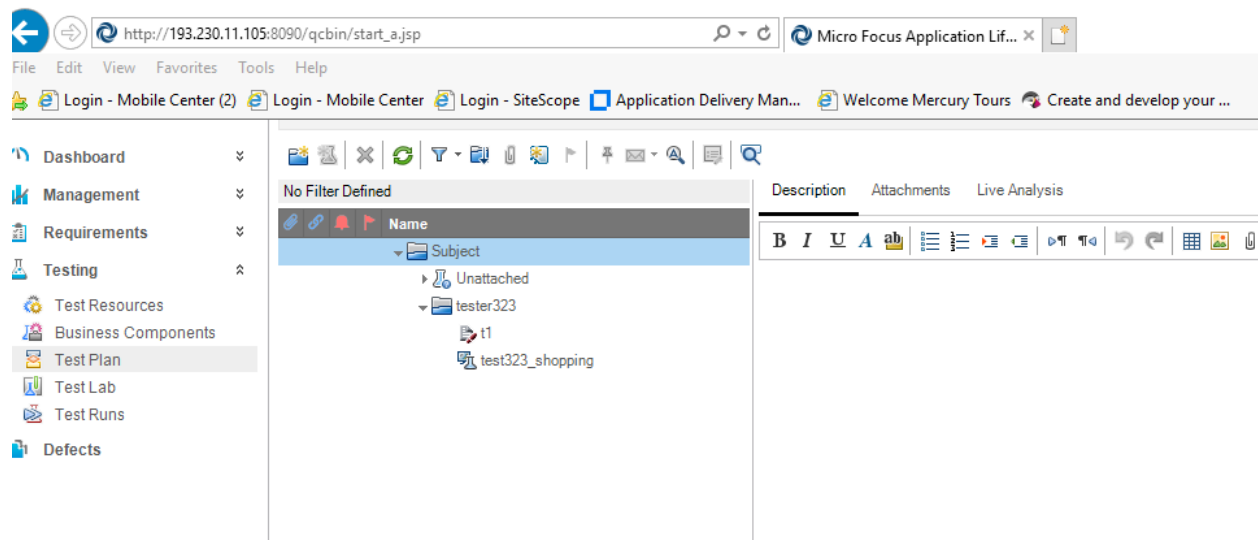 http://193.230.11.105:8090/qcbin/start_a.jsp
Micro Focus Application Lif...
File Edit View Favorites Tools Help
Login - Mobile Center (2) Login - Mobile Center Login - SiteScope Application Delivery Man... Welcome Mercury Tours Create and develop your ...
Dashboard
Management
Requirements
Testing
Test Resources
Business Components
Test Plan
Test Lab
Test Runs
Defects
No Filter Defined
Name
Subject
Unattached
tester323
t1
test323_shopping
Description Attachments Live Analysis
B I U A ab